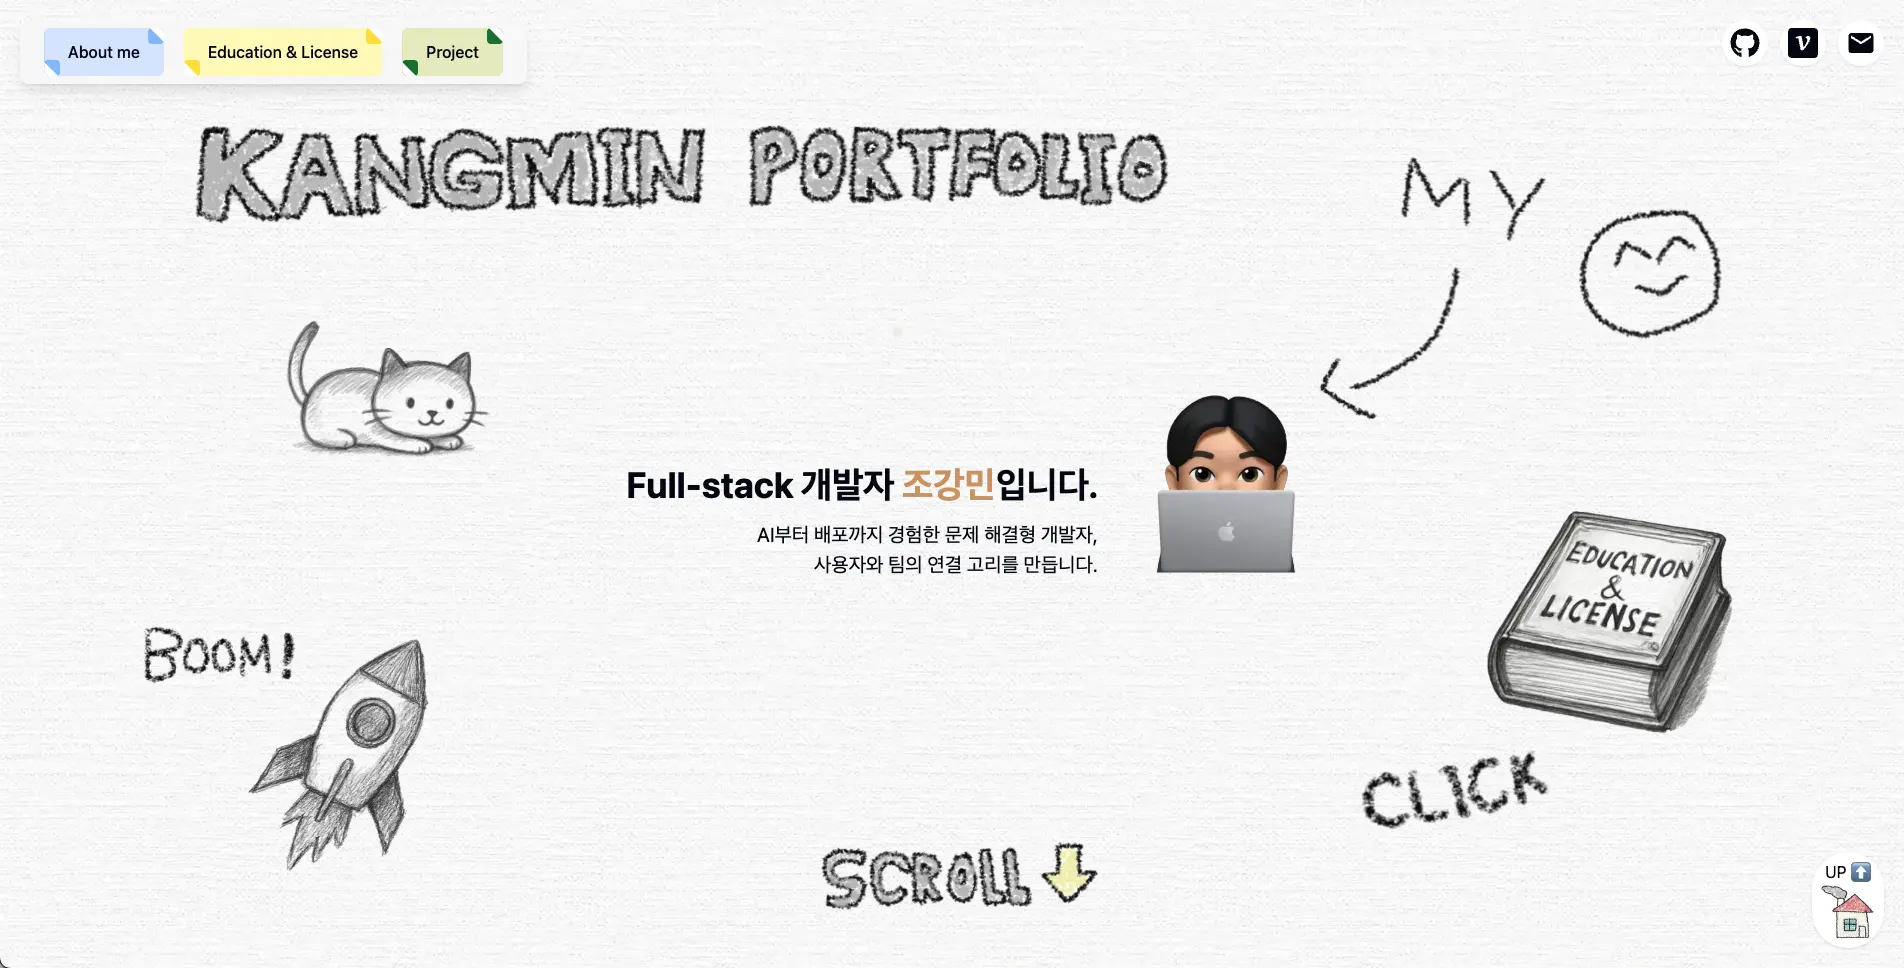 About me
Education & License
Project
KANGMIN PORTFOLIO
MY
Full-stack 개발자 조강민입니다.
AI부터 배포까지 경험한 문제 해결형 개발자,
사용자와 팀의 연결 고리를 만듭니다.
EDUCATION
&
LICENSE
BOOM!
CLICK
SCROLL
UP